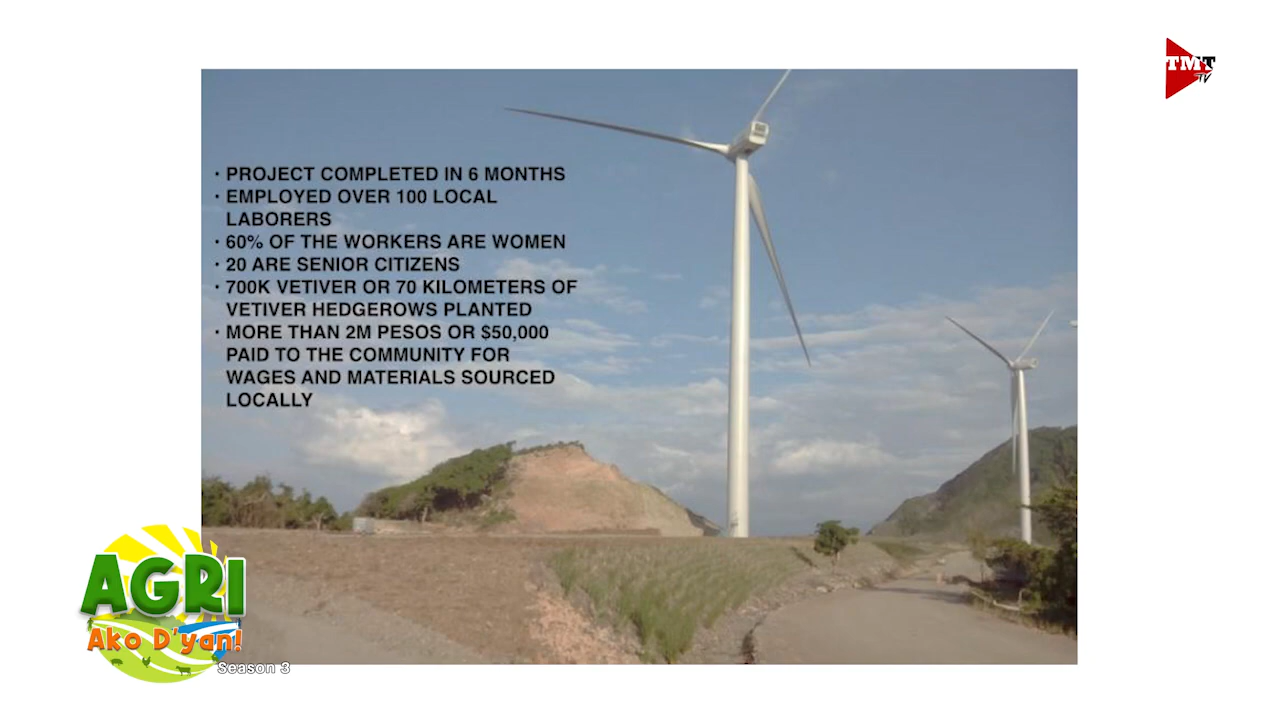 TMT
TV
· PROJECT COMPLETED IN 6 MONTHS
· EMPLOYED OVER 100 LOCAL
LABORERS
· 60% OF THE WORKERS ARE WOMEN
· 20 ARE SENIOR CITIZENS
· 700K VETIVER OR 70 KILOMETERS OF
VETIVER HEDGEROWS PLANTED
· MORE THAN 2M PESOS OR $50,000
PAID TO THE COMMUNITY FOR
WAGES AND MATERIALS SOURCED
LOCALLY
AGRI
Ako D'yan!
Season 3